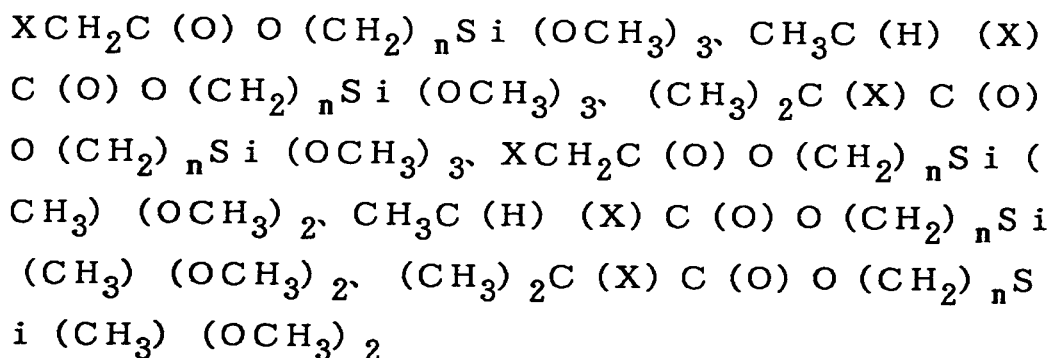 XCH₂C (O) O (CH₂) ₙSi (OCH₃) ₃、CH₃C (H) (X)
C (O) O (CH₂) ₙSi (OCH₃) ₃、 (CH₃) ₂C (X) C (O)
O (CH₂) ₙSi (OCH₃) ₃、XCH₂C (O) O (CH₂) ₙSi (
CH₃) (OCH₃) ₂、CH₃C (H) (X) C (O) O (CH₂) ₙSi
(CH₃) (OCH₃) ₂、 (CH₃) ₂C (X) C (O) O (CH₂) ₙS
i (CH₃) (OCH₃) ₂